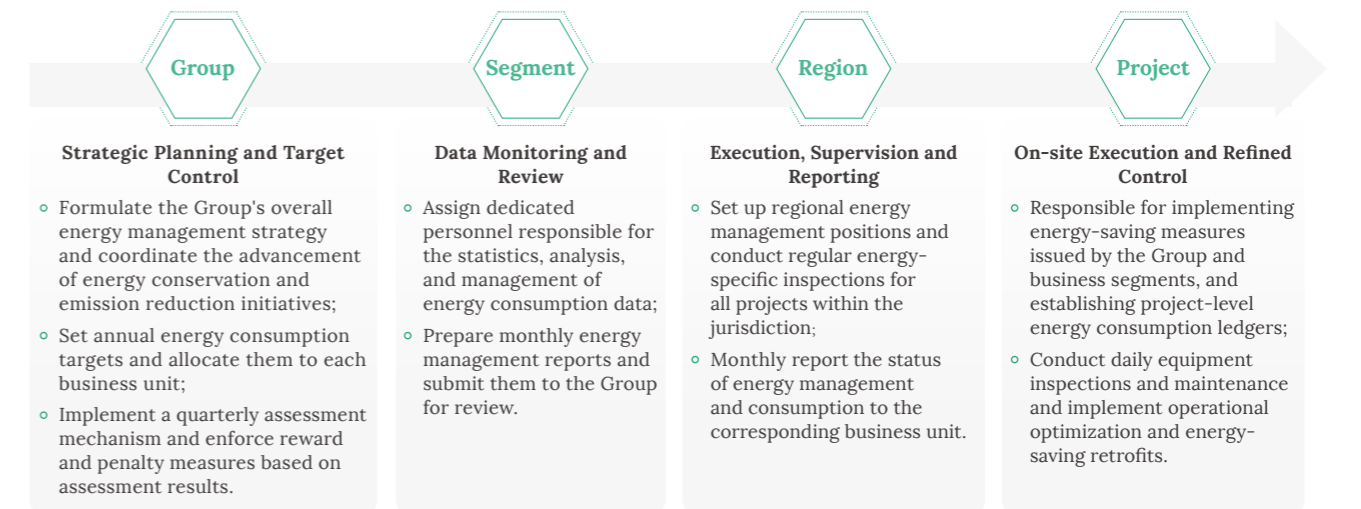 Group
Strategic Planning and Target
Control
Formulate the Group's overall
energy management strategy
and coordinate the advancement
of energy conservation and
emission reduction initiatives;
Set annual energy consumption
targets and allocate them to each
business unit;
Implement a quarterly assessment
mechanism and enforce reward
and penalty measures based on
assessment results.
Segment
Data Monitoring and
Review
Assign dedicated
personnel responsible for
the statistics, analysis,
and management of
energy consumption data;
Prepare monthly energy
management reports and
submit them to the Group
for review.
Region
Execution, Supervision and
Reporting
Set up regional energy
management positions and
conduct regular energy-
specific inspections for
all projects within the
jurisdiction;
Monthly report the status
of energy management
and consumption to the
corresponding business unit.
Project
On-site Execution and Refined
Control
Responsible for implementing
energy-saving measures
issued by the Group and
business segments, and
establishing project-level
energy consumption ledgers;
Conduct daily equipment
inspections and maintenance
and implement operational
optimization and energy-
saving retrofits.